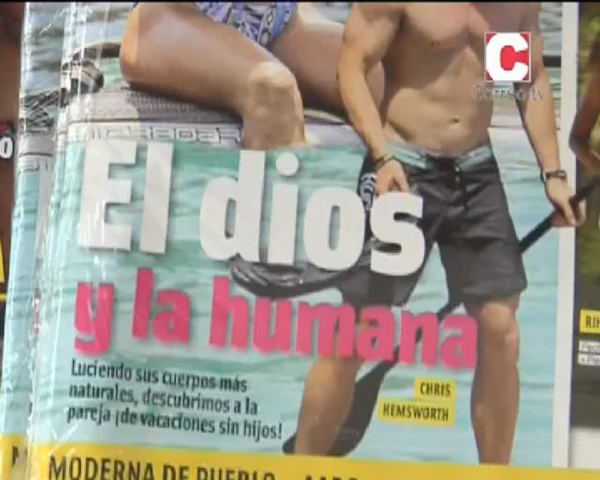 C
Correo tv
El dios
y la humana
Luciendo sus cuerpos más
naturales, descubrimos a la
pareja ¡de vacaciones sin hijos!
CHRIS
HEMSWORTH
MODERNA DE PUEBLO